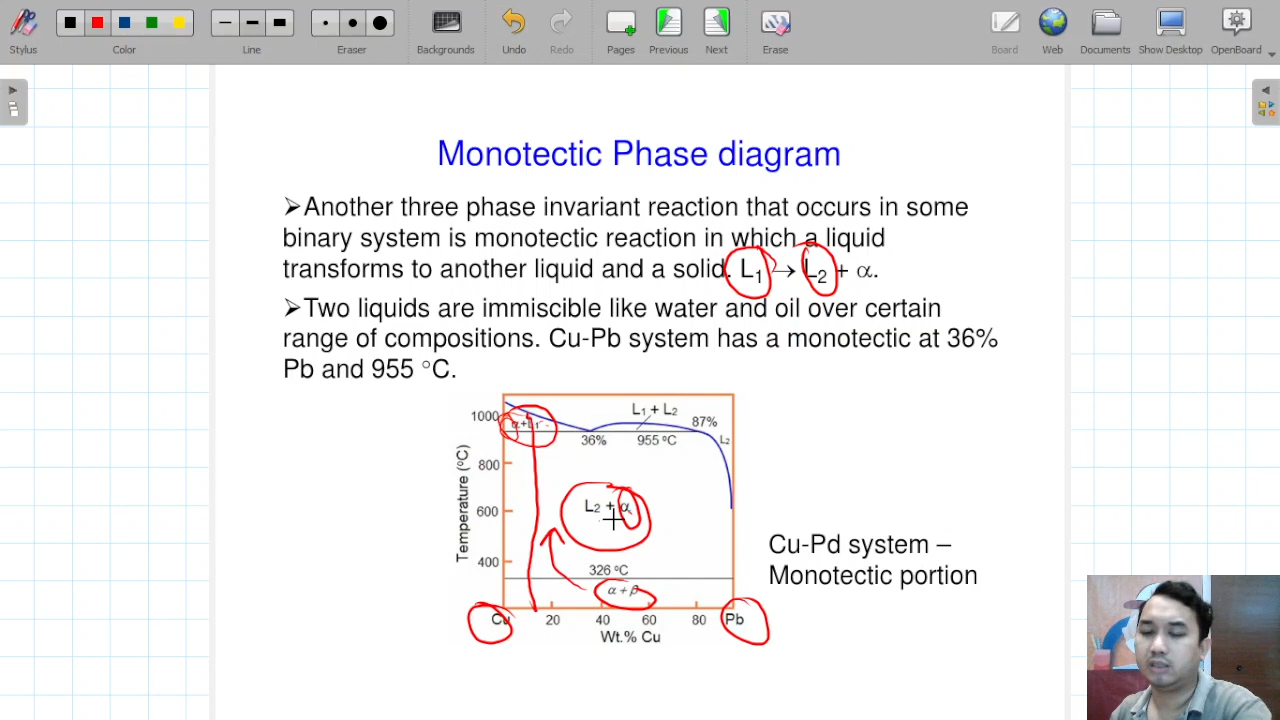 Stylus
Color
Line
Eraser
Backgrounds
Undo
Redo
Pages
Previous
Next
Erase
Board
Web
Documents
Show Desktop
OpenBoard
Monotectic Phase diagram
➢Another three phase invariant reaction that occurs in some
binary system is monotectic reaction in which a liquid
transforms to another liquid and a solid. L₁ → L₂ + α.
➢Two liquids are immiscible like water and oil over certain
range of compositions. Cu-Pb system has a monotectic at 36%
Pb and 955 °C.
1000
α+L₁
L₁ + L₂
87%
36%
955 ºC
L₂
Temperature (°C)
800
600
L₂ + α
400
326 ºC
α + β
Cu
20
40
60
80
Pb
Wt.% Cu
Cu-Pd system –
Monotectic portion